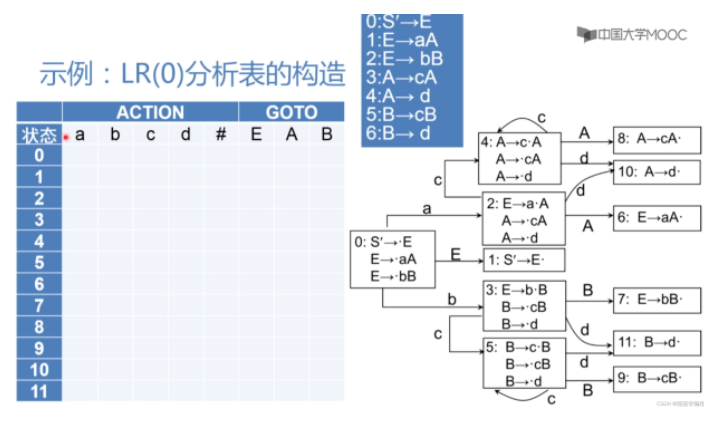 0:S′→E
1:E→aA
2:E→ bB
3:A→cA
4:A→ d
5:B→cB
6:B→ d
中国大学MOOC
示例：LR(0)分析表的构造
ACTION GOTO
状态 a b c d # E A B
0
1
2
3
4
5
6
7
8
9
10
11
0: S′→·E
E→·aA
E→·bB
a
E
b
1: S′→E·
2: E→a·A
A→·cA
A→·d
c
d
A
3: E→b·B
B→·cB
B→·d
c
B
d
4: A→c·A
A→·cA
A→·d
c
A
d
5: B→c·B
B→·cB
B→·d
c
d
B
8: A→cA·
10: A→d·
6: E→aA·
7: E→bB·
11: B→d·
9: B→cB·